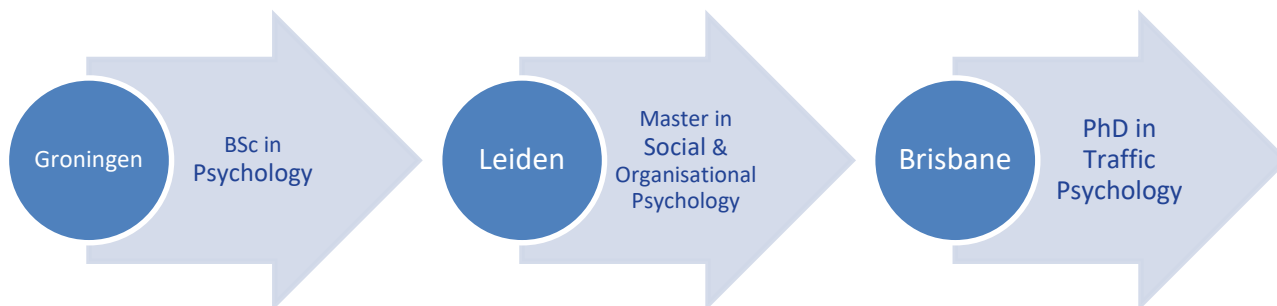 Groningen
BSc in
Psychology
Leiden
Master in
Social &
Organisational
Psychology
Brisbane
PhD in
Traffic
Psychology